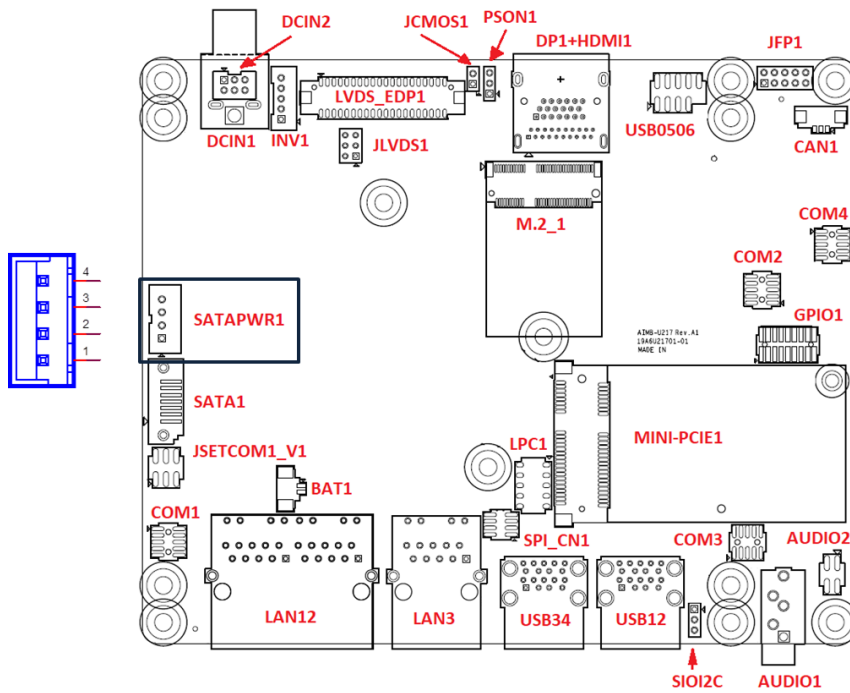 DCIN2
JCMOS1
PSON1
DP1+HDMI1
JFP1
LVDS_EDP1
USB0506
DCIN1
INV1
JLVDS1
CAN1
M.2_1
COM4
COM2
4
3
2
1
SATAPWR1
GPIO1
AIMB-U217 Rev.A1
19A6U21701-01
MADE IN
SATA1
MINI-PCIE1
JSETCOM1_V1
LPC1
BAT1
COM1
SPI_CN1
COM3
AUDIO2
LAN12
LAN3
USB34
USB12
SIOI2C
AUDIO1